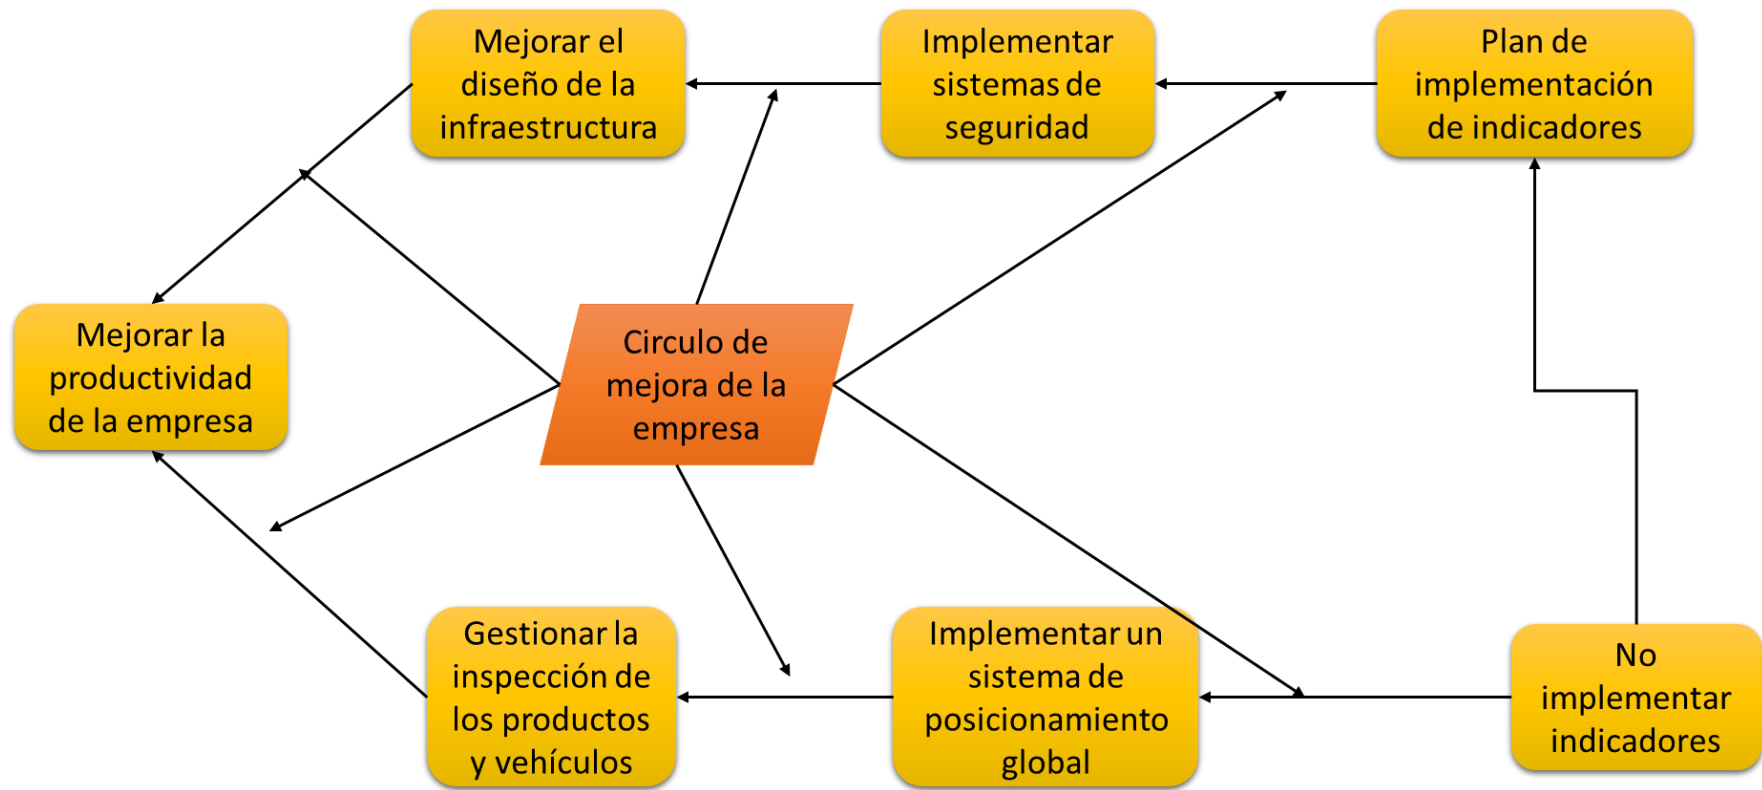 Mejorar el
diseño de la
infraestructura
Implementar
sistemas de
seguridad
Plan de
implementación
de indicadores
Mejorar la
productividad
de la empresa
Circulo de
mejora de la
empresa
Gestionar la
inspección de
los productos
y vehículos
Implementar un
sistema de
posicionamiento
global
No
implementar
indicadores